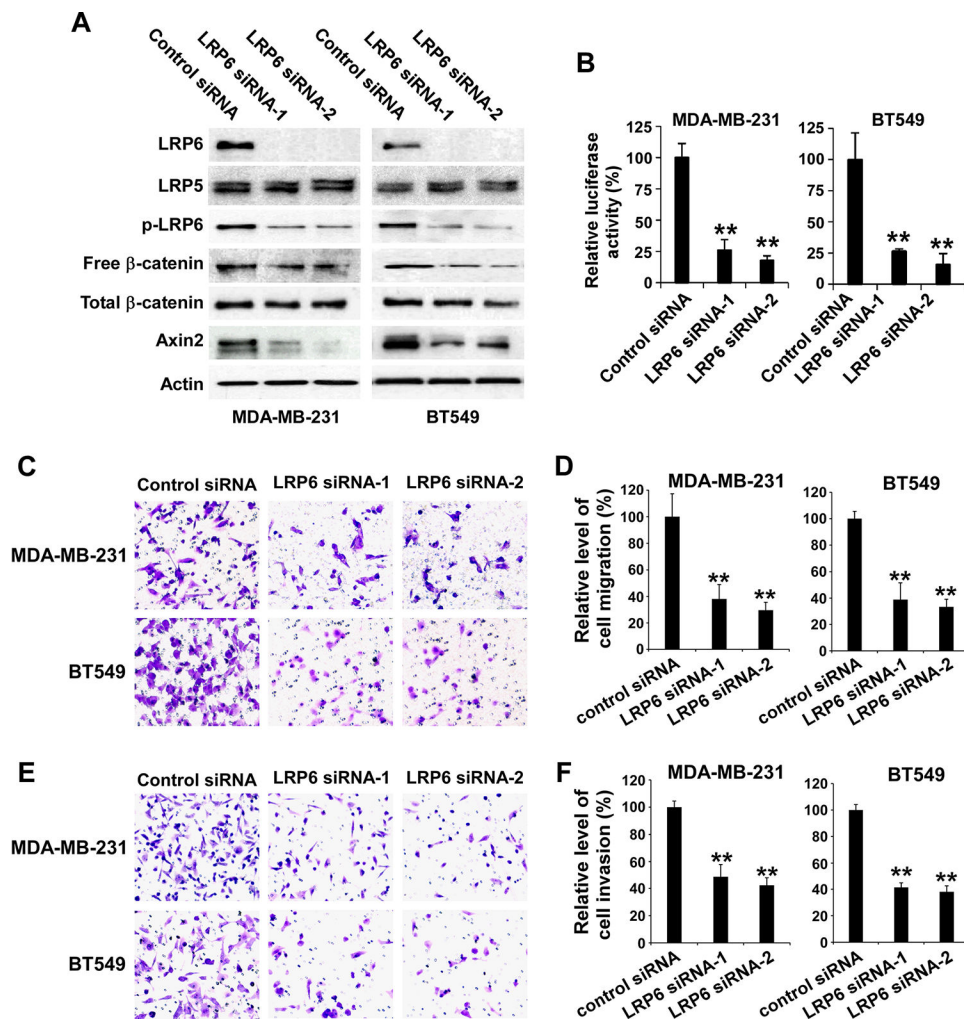 A
Control siRNA
LRP6 siRNA-1
LRP6 siRNA-2
Control siRNA
LRP6 siRNA-1
LRP6 siRNA-2
LRP6
LRP5
p-LRP6
Free β-catenin
Total β-catenin
Axin2
Actin
MDA-MB-231
BT549
B
MDA-MB-231
BT549
Relative luciferase
activity (%)
125
100
75
50
25
0
**
**
125
100
75
50
25
0
**
**
Control siRNA
LRP6 siRNA-1
LRP6 siRNA-2
Control siRNA
LRP6 siRNA-1
LRP6 siRNA-2
C
Control siRNA
LRP6 siRNA-1
LRP6 siRNA-2
MDA-MB-231
BT549
D
MDA-MB-231
BT549
Relative level of
cell migration (%)
120
100
80
60
40
20
0
**
**
120
100
80
60
40
20
0
**
**
control siRNA
LRP6 siRNA-1
LRP6 siRNA-2
control siRNA
LRP6 siRNA-1
LRP6 siRNA-2
E
Control siRNA
LRP6 siRNA-1
LRP6 siRNA-2
MDA-MB-231
BT549
F
MDA-MB-231
BT549
Relative level of
cell invasion (%)
120
100
80
60
40
20
0
**
**
120
100
80
60
40
20
0
**
**
control siRNA
LRP6 siRNA-1
LRP6 siRNA-2
control siRNA
LRP6 siRNA-1
LRP6 siRNA-2